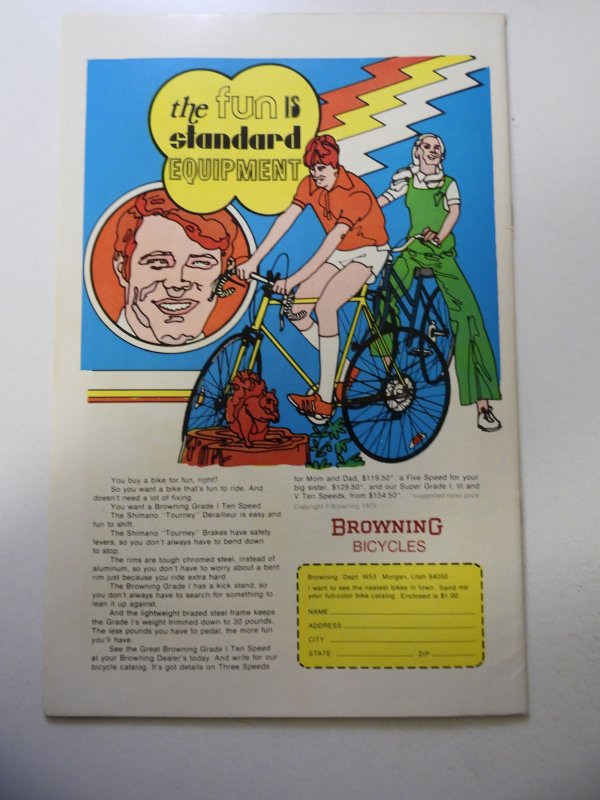 the fun IS
standard
EQUIPMENT
You buy a bike for fun, right?
So you want a bike that's fun to ride. And
doesn't need a lot of fixing.
You want a Browning Grade I Ten Speed.
The Shimano "Tourney" Derailleur is easy and
fun to shift.
The Shimano "Tourney" Brakes have safety
levers, so you don't always have to bend down
to stop.
The rims are tough chromed steel, instead of
aluminum, so you don't have to worry about a bent
rim just because you ride extra hard.
The Browning Grade I has a kick stand, so
you don't always have to search for something to
lean it up against.
And the lightweight brazed steel frame keeps
the Grade I's weight trimmed down to 30 pounds.
The less pounds you have to pedal, the more fun
you'll have.
See the Great Browning Grade I Ten Speed
at your Browning Dealer's today. And write for our
bicycle catalog. It's got details on Three Speeds
for Mom and Dad, $119.50*, a Five Speed for your
big sister, $129.50*, and our Super Grade I, II and
V Ten Speeds, from $154.50*. *suggested retail price
Copyright © Browning 1975
BROWNING
BICYCLES
Browning Dept. W53 Morgan, Utah 84050
I want to see the neatest bikes in town. Send me
your full-color bike catalog. Enclosed is $1.00.
NAME
ADDRESS
CITY
STATE ZIP